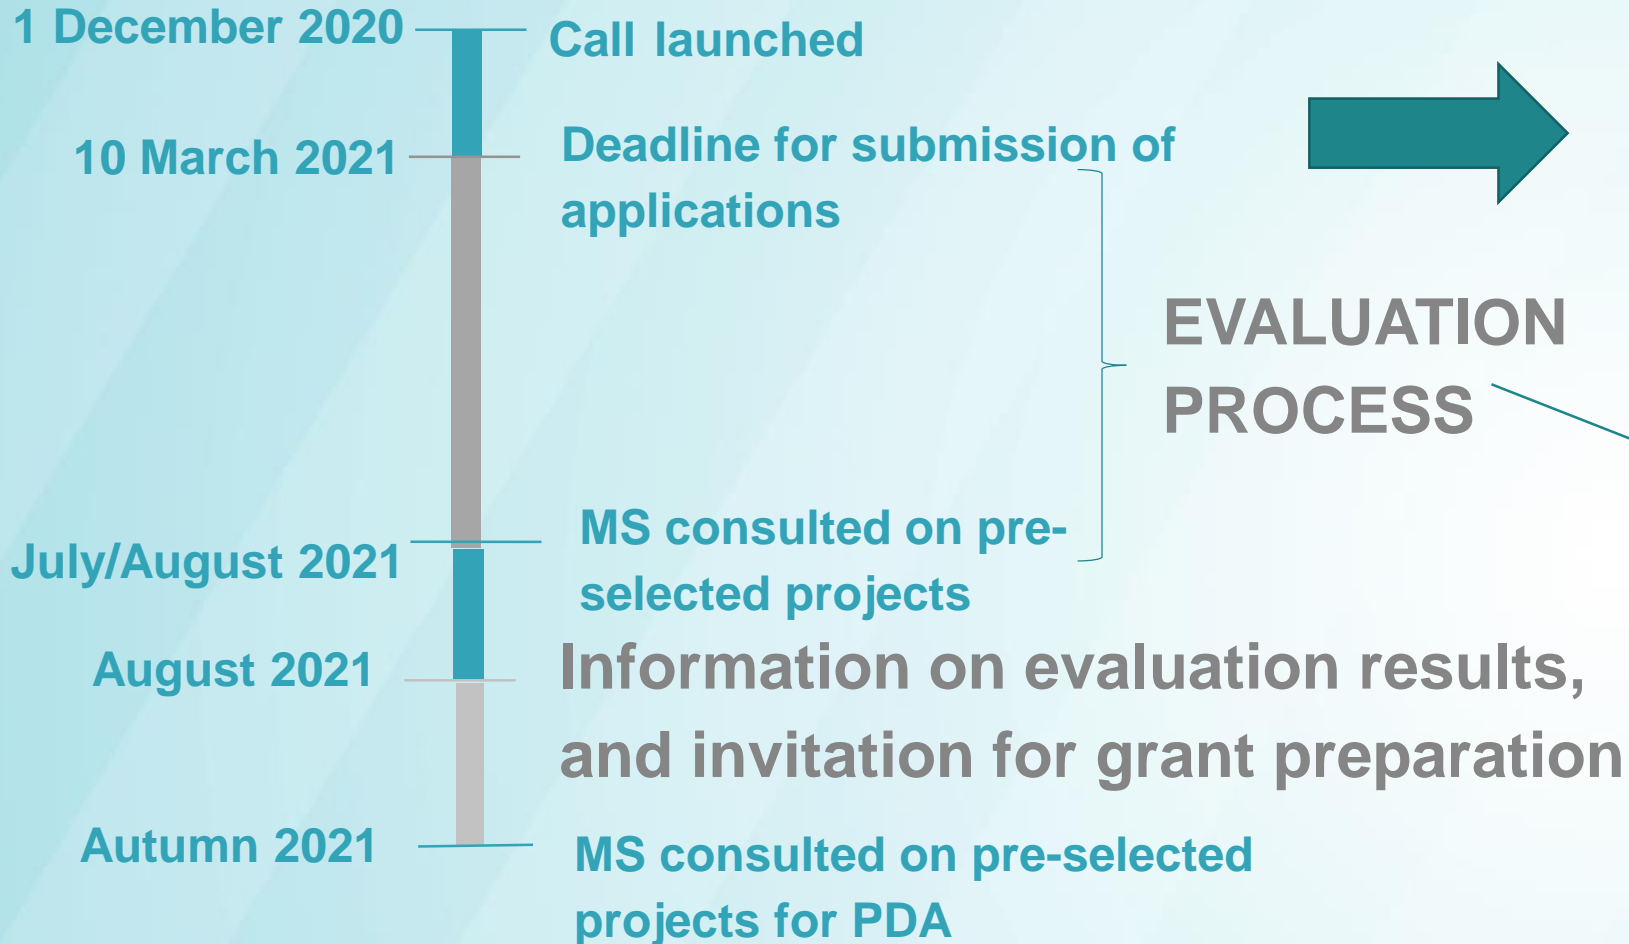 1 December 2020
Call launched
10 March 2021
Deadline for submission of
applications
EVALUATION
PROCESS
July/August 2021
MS consulted on pre-
selected projects
August 2021
Information on evaluation results,
and invitation for grant preparation
Autumn 2021
MS consulted on pre-selected
projects for PDA